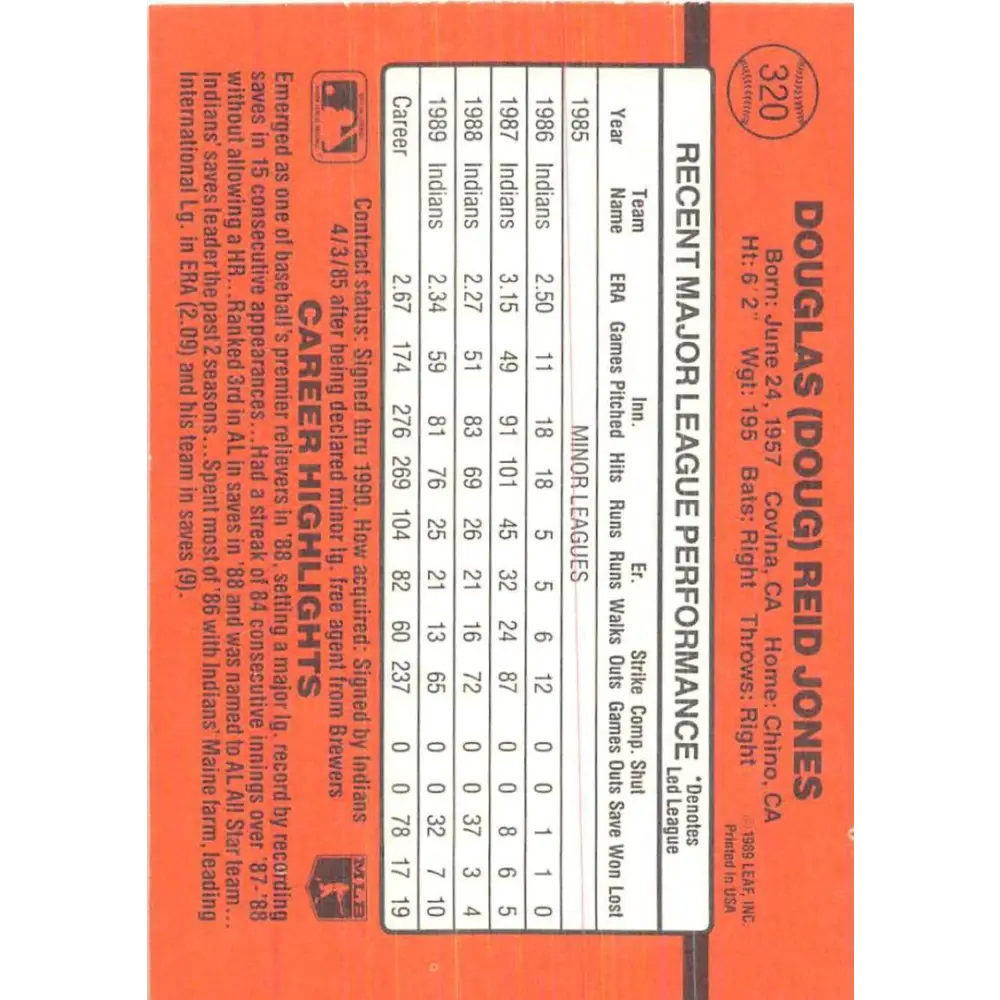 320
DOUGLAS (DOUG) REID JONES
Born: June 24, 1957 Covina, CA Home: Chino, CA
Ht: 6' 2" Wgt: 195 Bats: Right Throws: Right
© 1989 LEAF, INC.
Printed in USA
RECENT MAJOR LEAGUE PERFORMANCE
*Denotes
Led League
Team Inn. Er. Strike Comp. Shut
Year Name ERA Games Pitched Hits Runs Runs Walks Outs Games Outs Save Won Lost
1985 MINOR LEAGUES
1986 Indians 2.50 11 18 18 5 5 6 12 0 0 1 1 0
1987 Indians 3.15 49 91 101 45 32 24 87 0 0 8 6 5
1988 Indians 2.27 51 83 69 26 21 16 72 0 0 37 3 4
1989 Indians 2.34 59 81 76 25 21 13 65 0 0 32 7 10
Career 2.67 174 276 269 104 82 60 237 0 0 78 17 19
Contract status: Signed thru 1990. How acquired: Signed by Indians
4/3/85 after being declared minor lg. free agent from Brewers
MLB
CAREER HIGHLIGHTS
Emerged as one of baseball's premier relievers in '88, setting a major lg. record by recording
saves in 15 consecutive appearances...Had a streak of 84 consecutive innings over '87-'88
without allowing a HR...Ranked 3rd in AL in saves in '88 and was named to AL All Star team...
Indians' saves leader the past 2 seasons...Spent most of '86 with Indians' Maine farm, leading
International Lg. in ERA (2.09) and his team in saves (9).